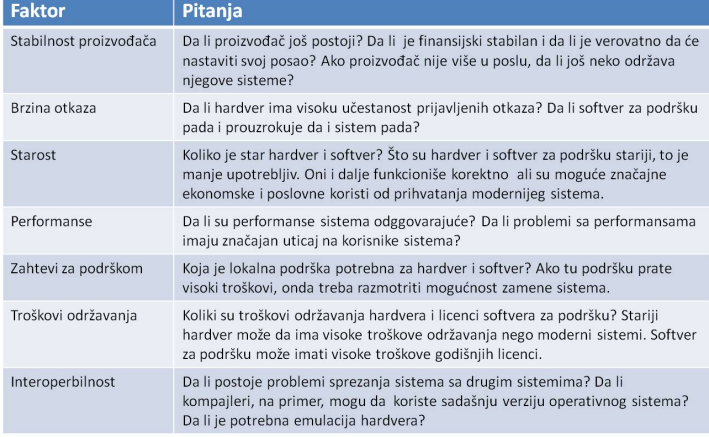 Faktor Pitanja
Stabilnost proizvođača Da li proizvođač još postoji? Da li je finansijski stabilan i da li je verovatno da će
nastaviti svoj posao? Ako proizvođač nije više u poslu, da li još neko održava
njegove sisteme?
Brzina otkaza Da li hardver ima visoku učestanost prijavljenih otkaza? Da li softver za podršku
pada i prouzrokuje da i sistem pada?
Starost Koliko je star hardver i softver? Što su hardver i softver za podršku stariji, to je
manje upotrebljiv. Oni i dalje funkcioniše korektno ali su moguće značajne
ekonomske i poslovne koristi od prihvatanja modernijeg sistema.
Performanse Da li su performanse sistema odggovarajuće? Da li problemi sa performansama
imaju značajan uticaj na korisnike sistema?
Zahtevi za podrškom Koja je lokalna podrška potrebna za hardver i softver? Ako tu podršku prate
visoki troškovi, onda treba razmotriti mogućnost zamene sistema.
Troškovi održavanja Koliki su troškovi održavanja hardvera i licenci softvera za podršku? Stariji
hardver može da ima visoke troškove održavanja nego moderni sistemi. Softver
za podršku može imati visoke troškove godišnjih licenci.
Interoperbilnost Da li postoje problemi sprezanja sistema sa drugim sistemima? Da li
kompajleri, na primer, mogu da koriste sadašnju verziju operativnog sistema?
Da li je potrebna emulacija hardvera?